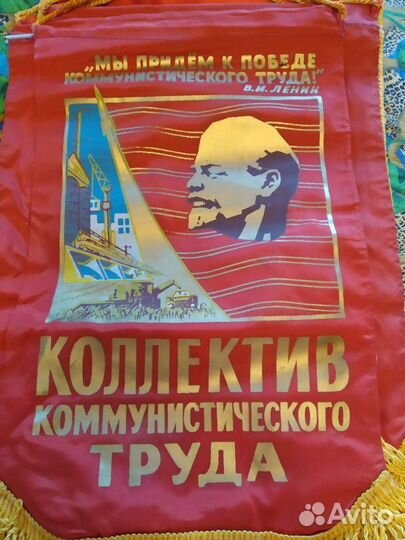 „МЫ ПРИДЁМ К ПОБЕДЕ
КОММУНИСТИЧЕСКОГО ТРУДА!"
В.И. ЛЕНИН
КОЛЛЕКТИВ
КОММУНИСТИЧЕСКОГО
ТРУДА
Avito